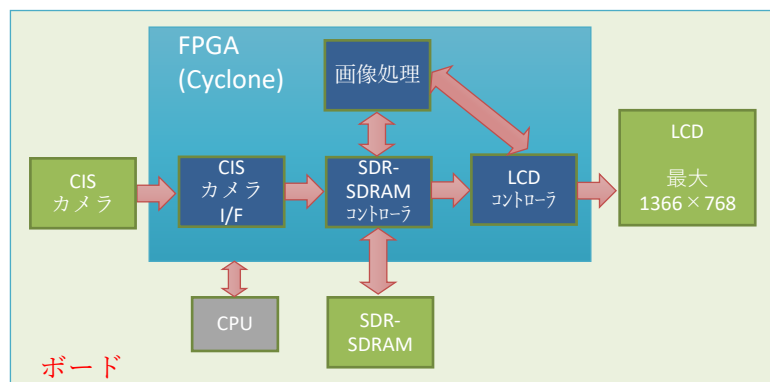 FPGA
(Cyclone)
画像処理
CIS
カメラ
CIS
カメラ
I/F
SDR-
SDRAM
コントローラ
LCD
コントローラ
LCD
最大
1366×768
CPU
SDR-
SDRAM
ボード